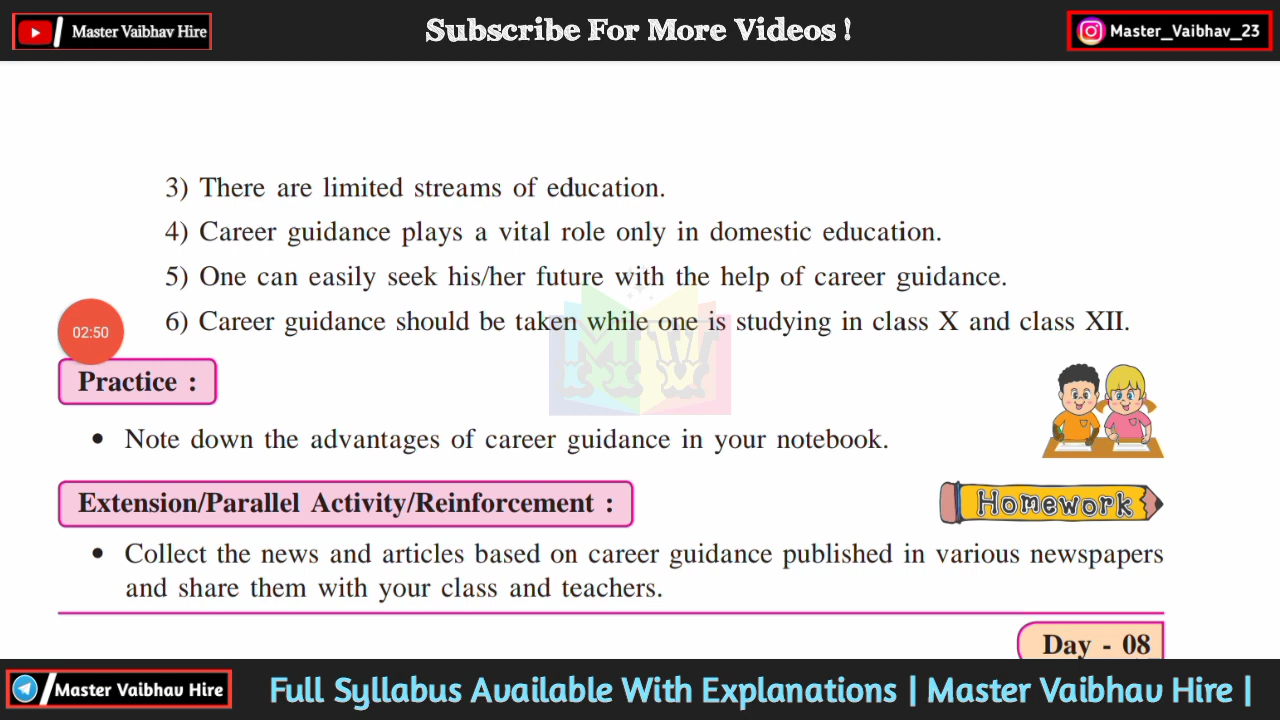 Master Vaibhav Hire
Subscribe For More Videos !
Master_Vaibhav_23
3) There are limited streams of education.
4) Career guidance plays a vital role only in domestic education.
5) One can easily seek his/her future with the help of career guidance.
6) Career guidance should be taken while one is studying in class X and class XII.
02:50
MW
Practice :
• Note down the advantages of career guidance in your notebook.
Extension/Parallel Activity/Reinforcement :
Homework
• Collect the news and articles based on career guidance published in various newspapers
and share them with your class and teachers.
Day - 08
Master Vaibhav Hire
Full Syllabus Available With Explanations | Master Vaibhav Hire |